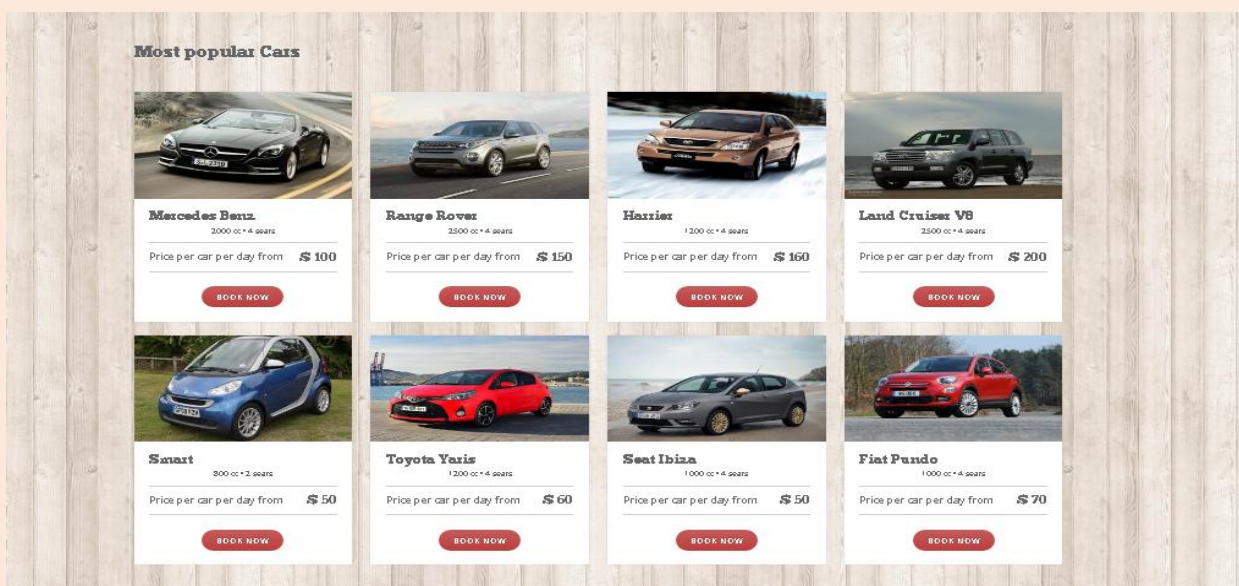 Most popular Cars
Mercedes Benz
2000 cc • 4 seats
Price per car per day from $ 100
BOOK NOW
Range Rover
2500 cc • 4 seats
Price per car per day from $ 150
BOOK NOW
Harrier
1200 cc • 4 seats
Price per car per day from $ 160
BOOK NOW
Land Cruiser V8
2500 cc • 4 seats
Price per car per day from $ 200
BOOK NOW
Smart
800 cc • 2 seats
Price per car per day from $ 50
BOOK NOW
Toyota Yaris
1200 cc • 4 seats
Price per car per day from $ 60
BOOK NOW
Seat Ibiza
1000 cc • 4 seats
Price per car per day from $ 50
BOOK NOW
Fiat Pundo
1000 cc • 4 seats
Price per car per day from $ 70
BOOK NOW